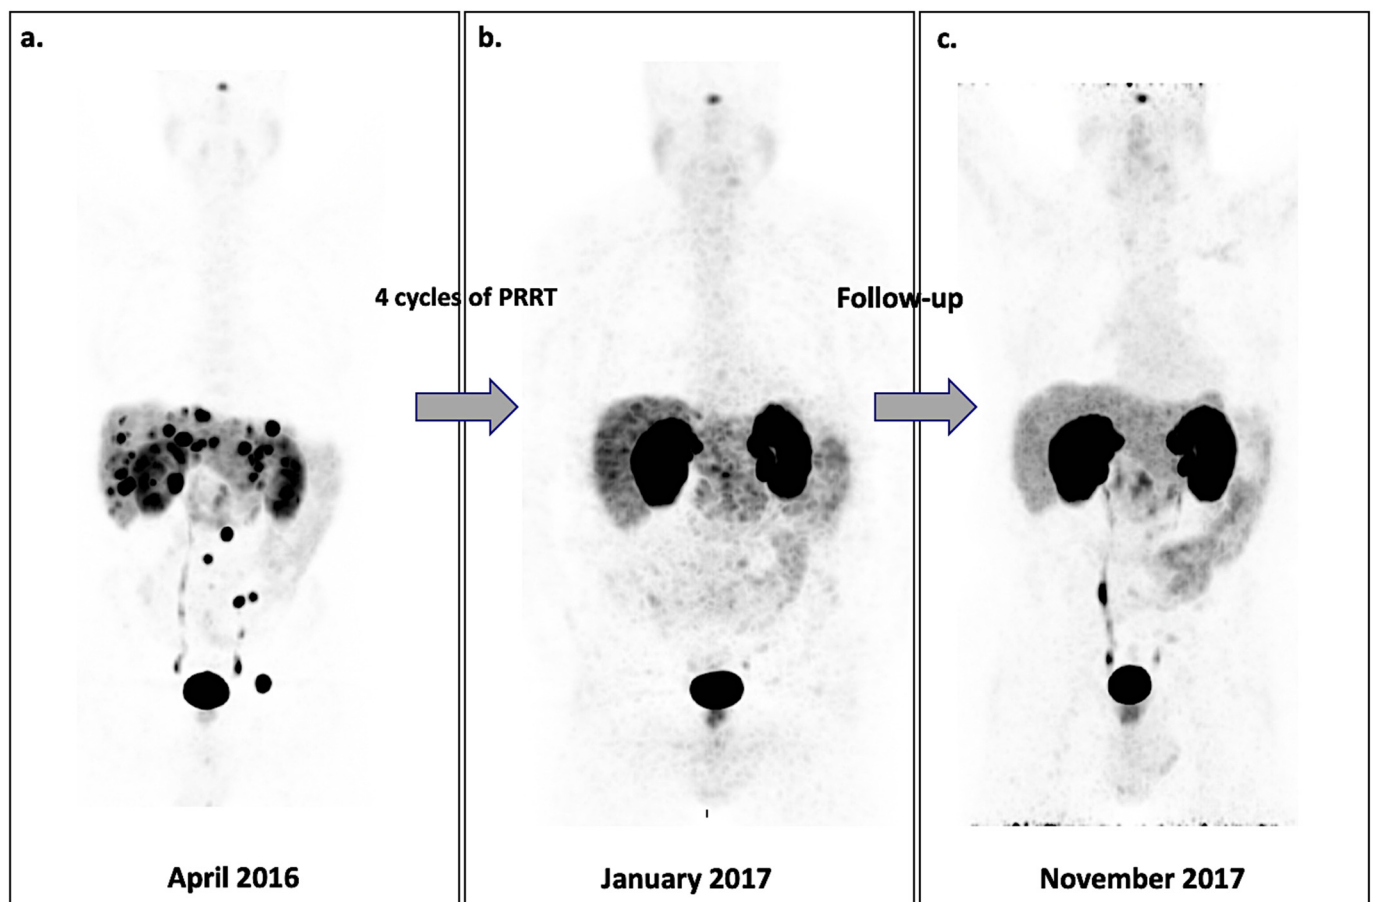 a.
b.
c.
4 cycles of PRRT
Follow-up
April 2016
January 2017
November 2017